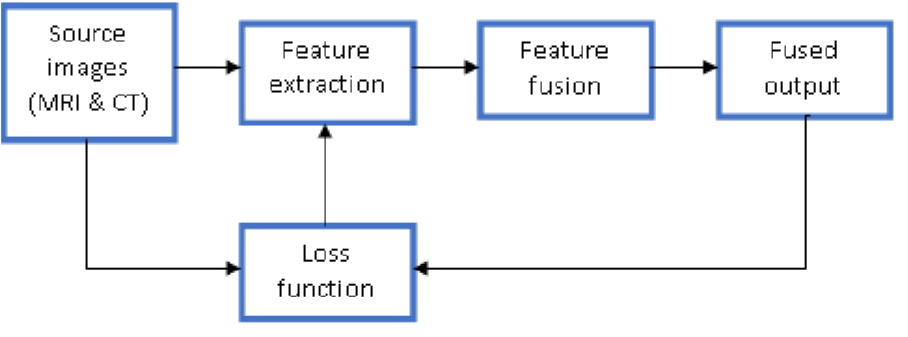 Source
images
(MRI & CT)
Feature
extraction
Feature
fusion
Fused
output
Loss
function